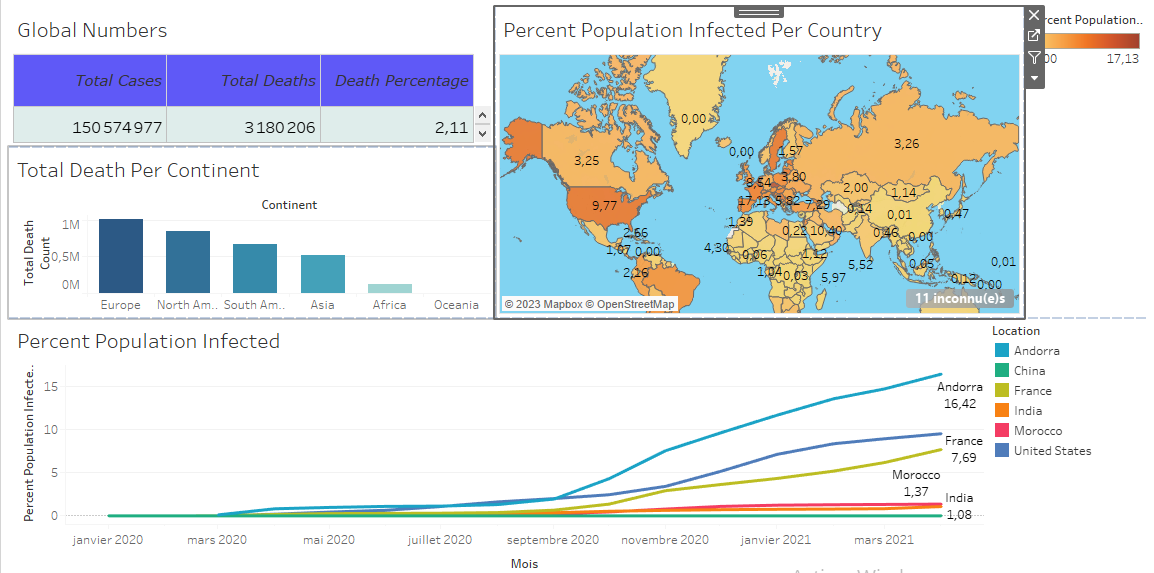 Global Numbers
Total Cases
Total Deaths
Death Percentage
150 574 977
3 180 206
2,11
Total Death Per Continent
Continent
Total Death
Count
1M
0,5M
0M
Europe
North Am..
South Am..
Asia
Africa
Oceania
Percent Population Infected Per Country
0,00
3,25
9,77
2,66
1,07
0,00
2,16
0,00
1,57
3,80
8,54
17,13
5,82
7,29
1,39
4,30
0,06
0,22
10,40
1,12
1,04
0,03
5,97
5,52
3,26
2,00
1,14
0,14
0,01
0,47
0,46
0,00
0,05
0,12
0,00
0,01
© 2023 Mapbox © OpenStreetMap
11 inconnu(e)s
rcent Population..
00
17,13
Percent Population Infected
Percent Population Infecte..
15
10
5
0
Andorra
16,42
France
7,69
Morocco
1,37
India
1,08
janvier 2020
mars 2020
mai 2020
juillet 2020
septembre 2020
novembre 2020
janvier 2021
mars 2021
Mois
Location
Andorra
China
France
India
Morocco
United States